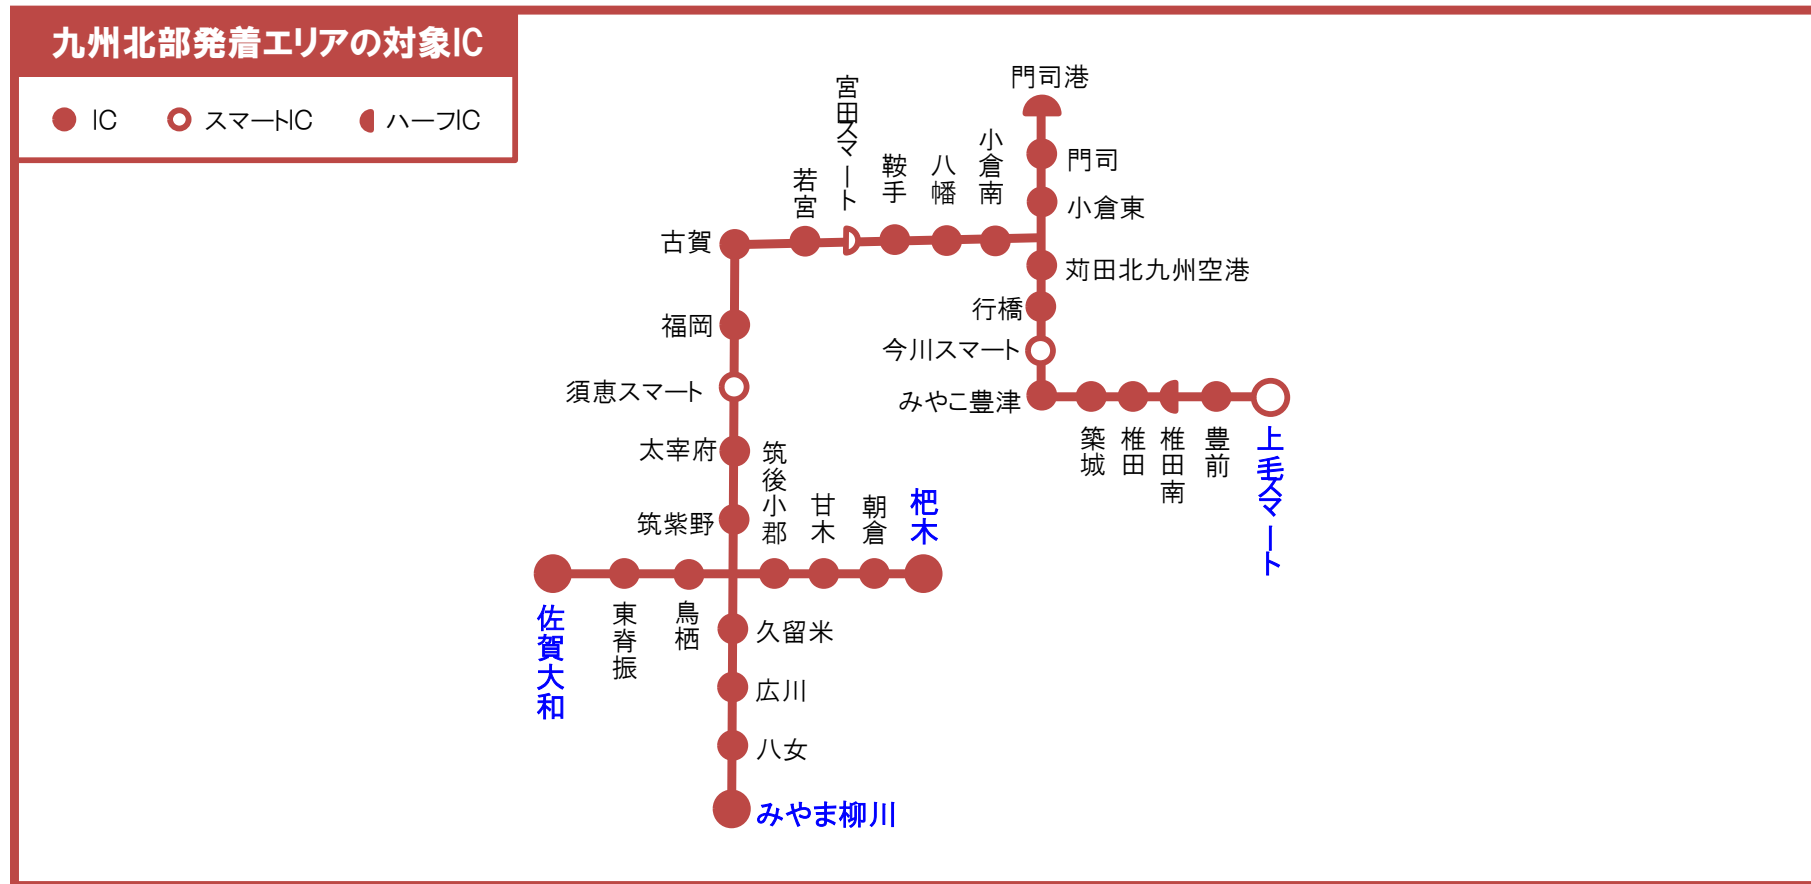 九州北部発着エリアの対象IC
IC
スマートIC
ハーフIC
門司港
門司
小倉東
小倉南
八幡
鞍手
宮田スマート
若宮
古賀
苅田北九州空港
行橋
今川スマート
みやこ豊津
築城
椎田
椎田南
豊前
上毛スマート
福岡
須恵スマート
太宰府
筑紫野
筑後小郡
甘木
朝倉
杷木
佐賀大和
東脊振
鳥栖
久留米
広川
八女
みやま柳川